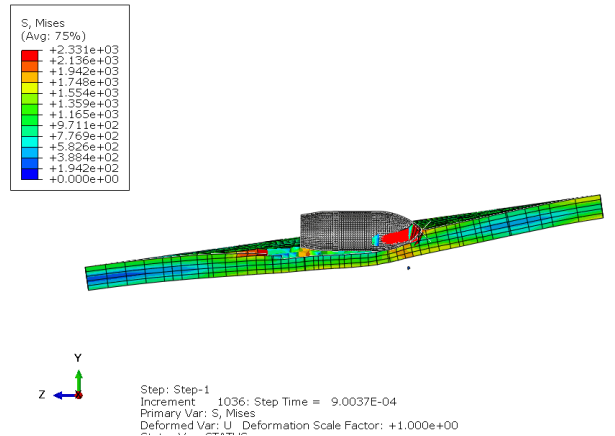 S, Mises
(Avg: 75%)
+2.331e+03
+2.136e+03
+1.942e+03
+1.748e+03
+1.554e+03
+1.359e+03
+1.165e+03
+9.711e+02
+7.769e+02
+5.826e+02
+3.884e+02
+1.942e+02
+0.000e+00
Y
Z
Step: Step-1
Increment 1036: Step Time = 9.0037E-04
Primary Var: S, Mises
Deformed Var: U Deformation Scale Factor: +1.000e+00
Status Var: STATUS